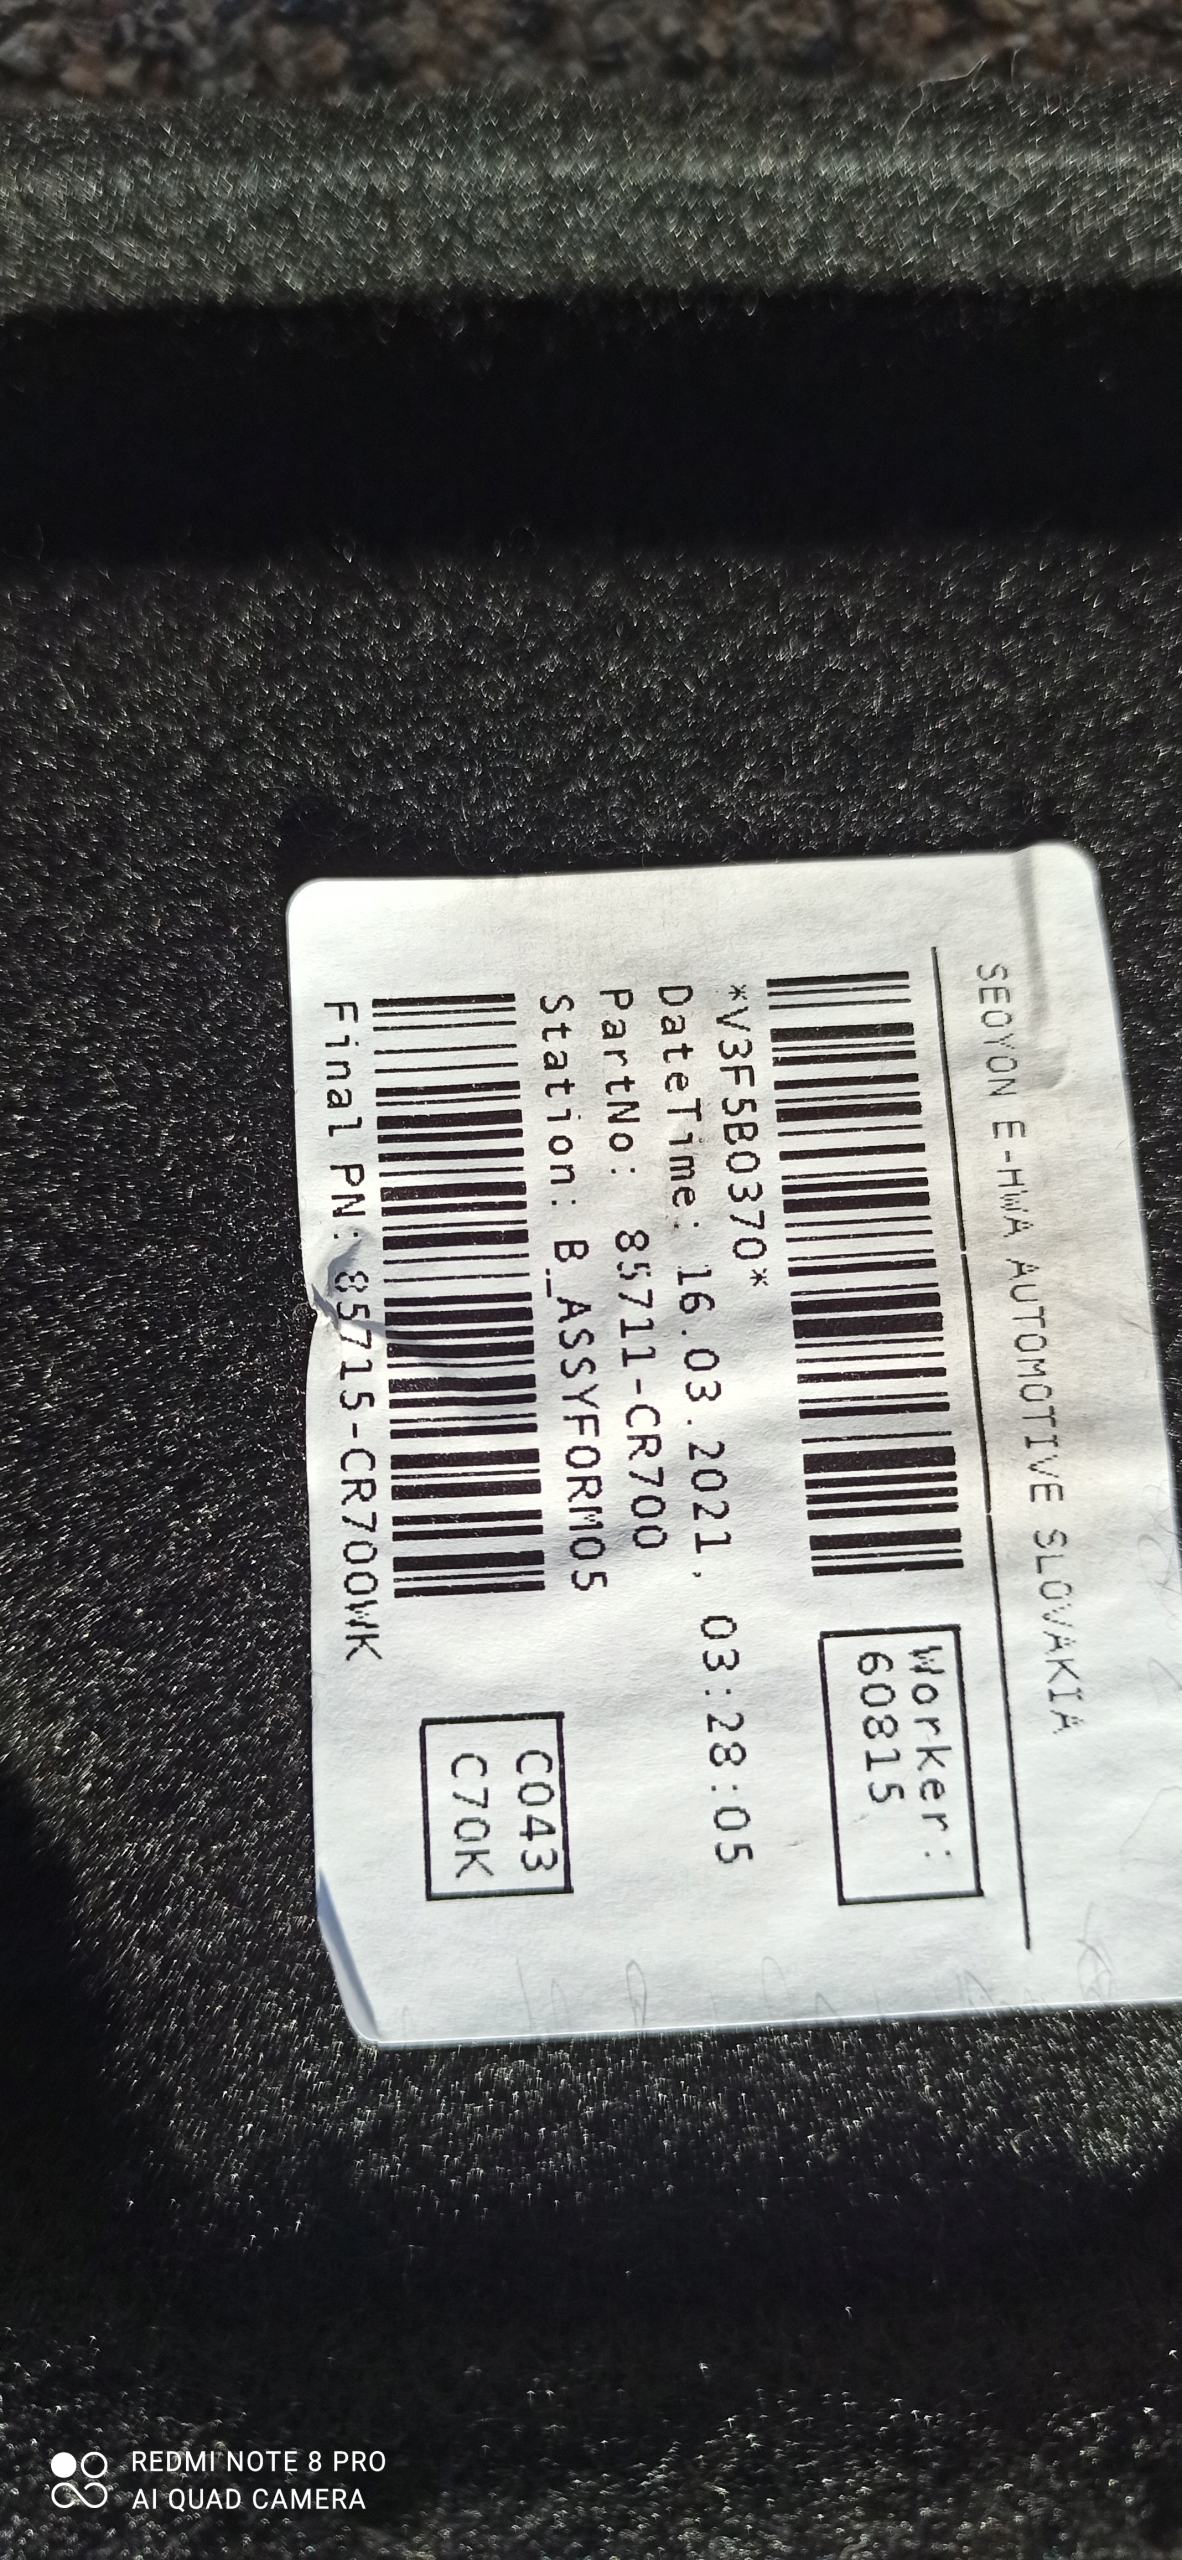 SEOYON E-HWA AUTOMOTIVE SLOVAKIA
Worker:
60815
*V3F5B0370*
DateTime: 16.03.2021. 03:28:05
PartNo: 85711-CR700
Station: B_ASSYFORM05
C043
C70K
Final PN: 85715-CR700WK
REDMI NOTE 8 PRO
AI QUAD CAMERA